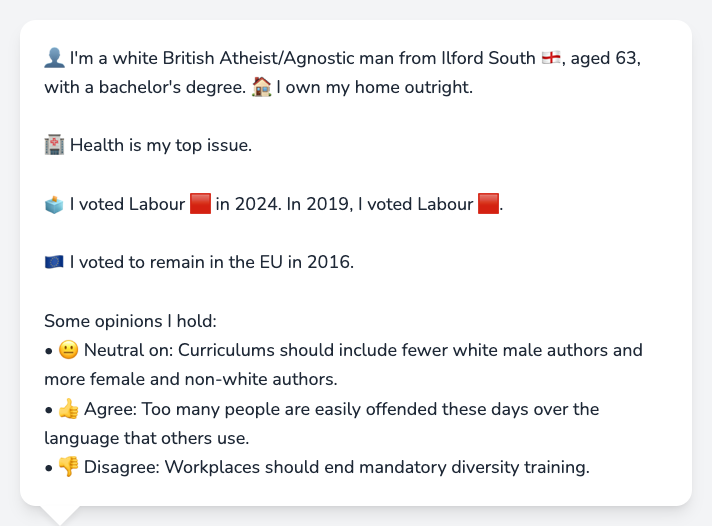 👤 I'm a white British Atheist/Agnostic man from Ilford South 🏴󠁧󠁢󠁥󠁮󠁧󠁿, aged 63,
with a bachelor's degree. 🏠 I own my home outright.
🏥 Health is my top issue.
🗳️ I voted Labour 🟥 in 2024. In 2019, I voted Labour 🟥.
🇪🇺 I voted to remain in the EU in 2016.
Some opinions I hold:
• 😐 Neutral on: Curriculums should include fewer white male authors and
more female and non-white authors.
• 👍 Agree: Too many people are easily offended these days over the
language that others use.
• 👎 Disagree: Workplaces should end mandatory diversity training.